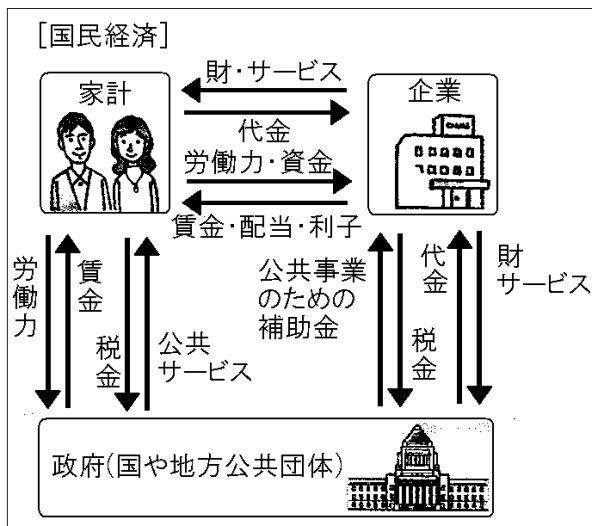 [国民経済]
家計
財・サービス
企業
代金
労働力・資金
賃金・配当・利子
労働力
賃金
税金
公共
サービス
公共事業
のための
補助金
税金
代金
財
サービス
政府(国や地方公共団体)